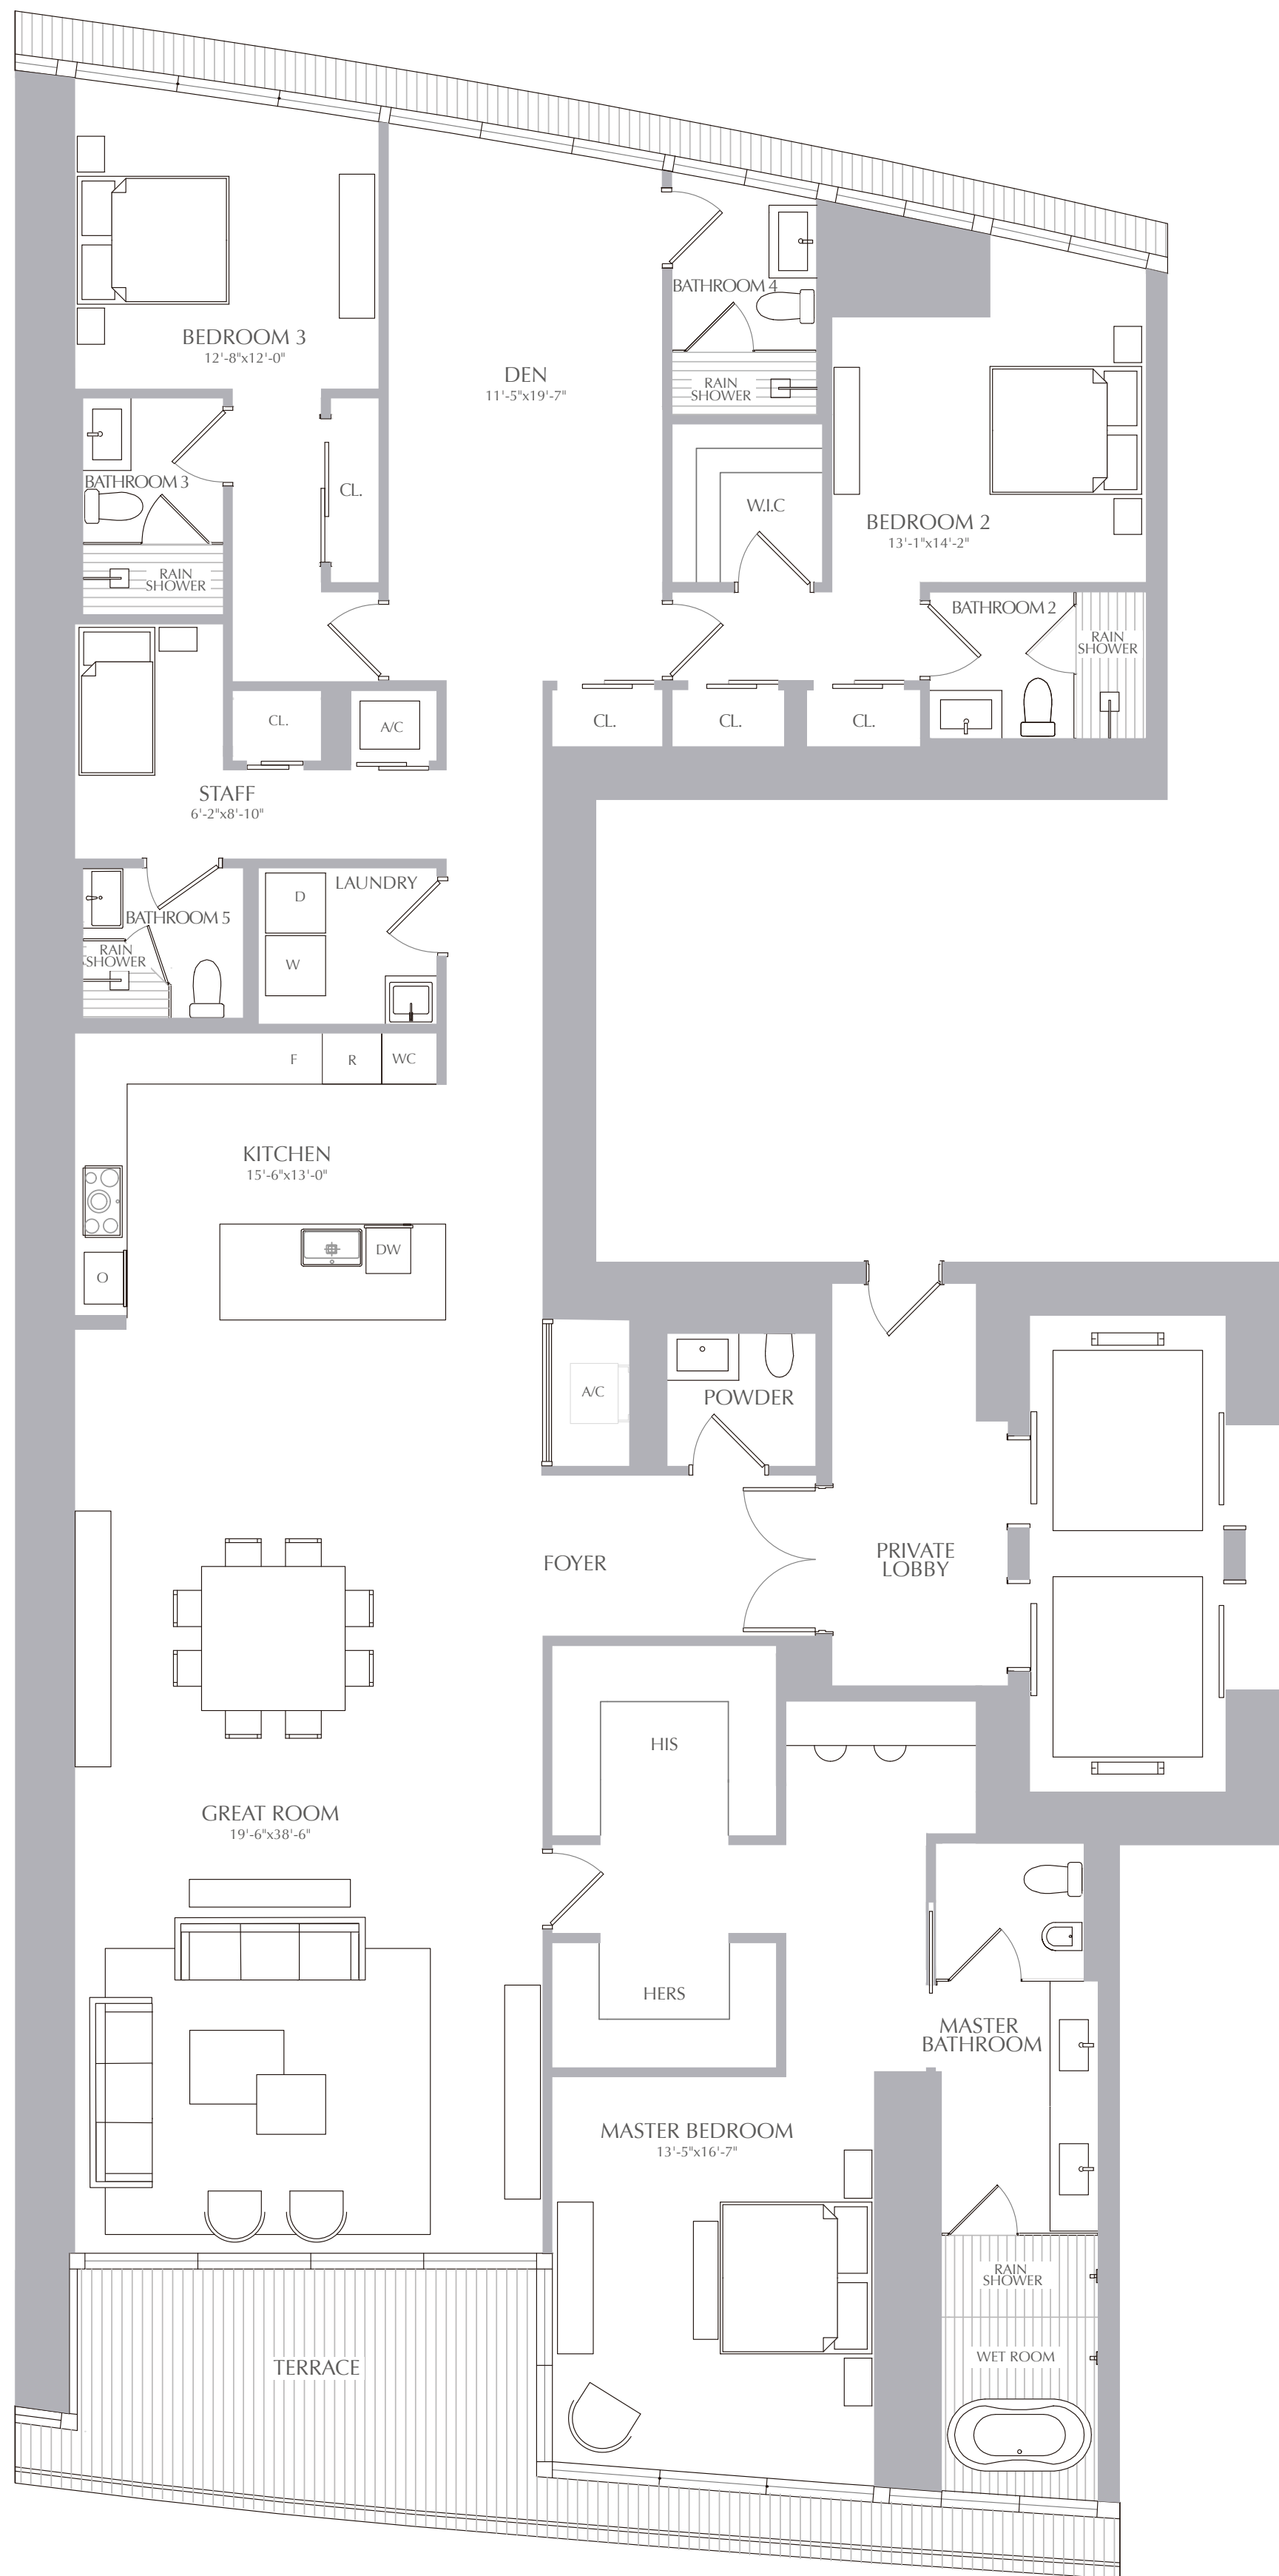 BEDROOM 3
12'-8"x12'-0"
BATHROOM 4
DEN
11'-5"x19'-7"
RAIN
SHOWER
BATHROOM 3
CL.
W.I.C
BEDROOM 2
13'-1"x14'-2"
RAIN
SHOWER
BATHROOM 2
RAIN
SHOWER
CL.
A/C
CL.
CL.
CL.
STAFF
6'-2"x8'-10"
LAUNDRY
D
BATHROOM 5
RAIN
SHOWER
W
F
R
WC
KITCHEN
15'-6"x13'-0"
DW
O
A/C
POWDER
FOYER
PRIVATE
LOBBY
HIS
GREAT ROOM
19'-6"x38'-6"
HERS
MASTER
BATHROOM
MASTER BEDROOM
13'-5"x16'-7"
RAIN
SHOWER
WET ROOM
TERRACE